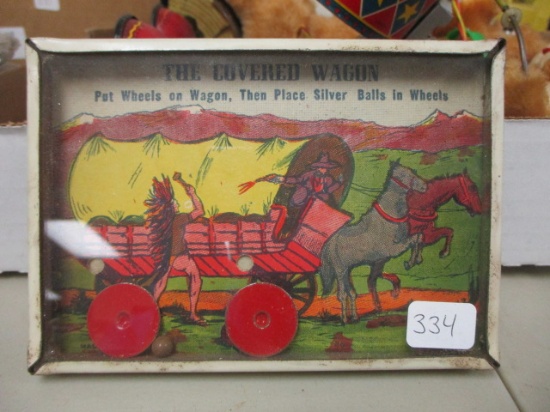 THE COVERED WAGON
Put Wheels on Wagon, Then Place Silver Balls in Wheels
334